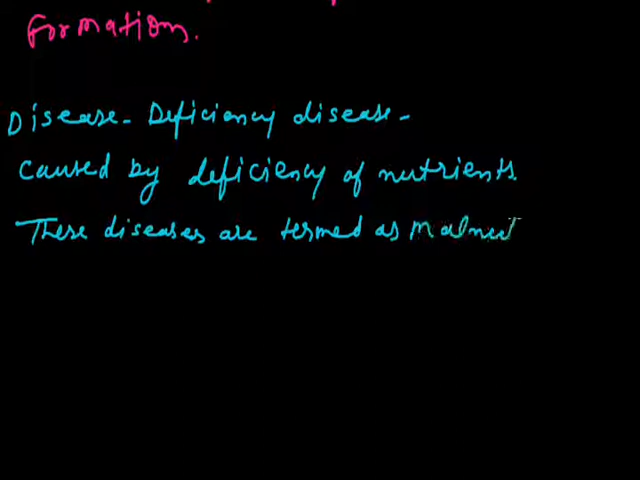 formation.
Disease - Deficiency disease -
caused by deficiency of nutrients.
These diseases are termed as